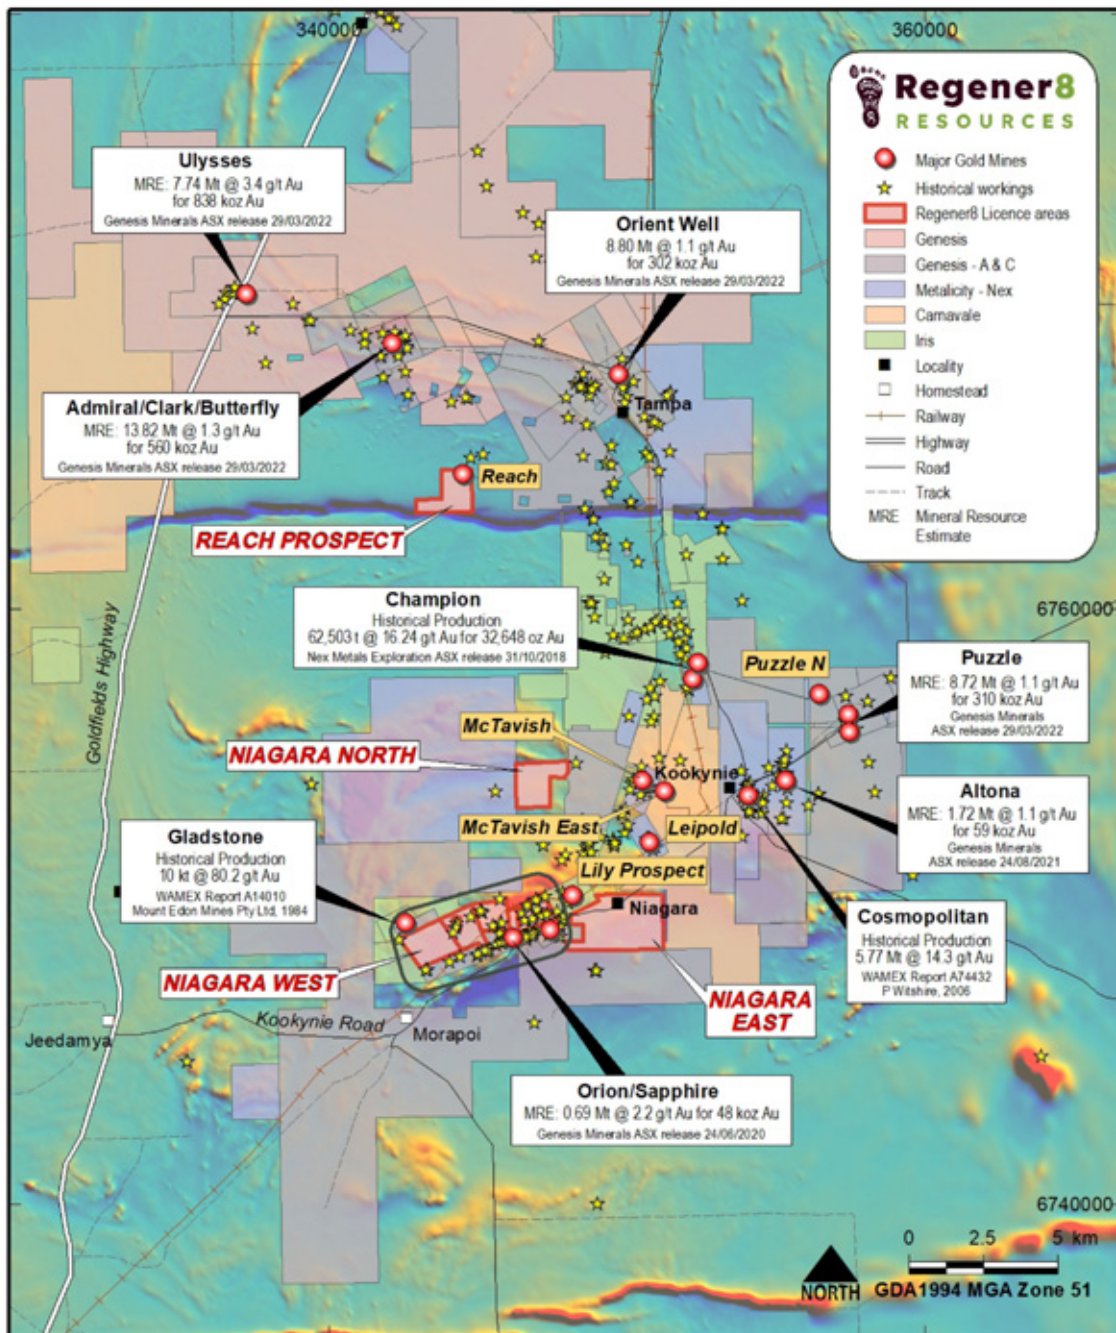 340000
360000
Regener8
RESOURCES
Major Gold Mines
Historical workings
Regener8 Licence areas
Genesis
Genesis - A & C
Metalicity - Nex
Carnavale
Iris
Locality
Homestead
Railway
Highway
Road
Track
MRE Mineral Resource
Estimate
Ulysses
MRE: 7.74 Mt @ 3.4 g/t Au
for 838 koz Au
Genesis Minerals ASX release 29/03/2022
Orient Well
8.80 Mt @ 1.1 g/t Au
for 302 koz Au
Genesis Minerals ASX release 29/03/2022
Admiral/Clark/Butterfly
MRE: 13.82 Mt @ 1.3 g/t Au
for 560 koz Au
Genesis Minerals ASX release 29/03/2022
Tampa
Reach
REACH PROSPECT
Goldfields Highway
Champion
Historical Production
62,503 t @ 16.24 g/t Au for 32,648 oz Au
Nex Metals Exploration ASX release 31/10/2018
6760000
Puzzle N
Puzzle
MRE: 8.72 Mt @ 1.1 g/t Au
for 310 koz Au
Genesis Minerals
ASX release 29/03/2022
McTavish
NIAGARA NORTH
Kookynie
McTavish East
Leipold
Altona
MRE: 1.72 Mt @ 1.1 g/t Au
for 59 koz Au
Genesis Minerals
ASX release 24/08/2021
Gladstone
Historical Production
10 kt @ 80.2 g/t Au
WAMEX Report A14010
Mount Edon Mines Pty Ltd, 1984
Lily Prospect
Niagara
Cosmopolitan
Historical Production
5.77 Mt @ 14.3 g/t Au
WAMEX Report A74432
P Witshire, 2006
NIAGARA WEST
NIAGARA
EAST
Kookynie Road
Jeedamya
Morapoi
Orion/Sapphire
MRE: 0.69 Mt @ 2.2 g/t Au for 48 koz Au
Genesis Minerals ASX release 24/06/2020
6740000
0 2.5 5 km
NORTH
GDA1994 MGA Zone 51